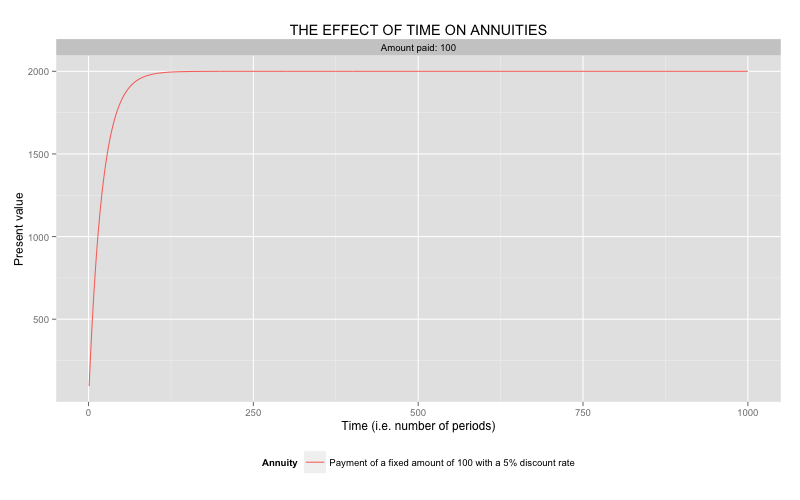 THE EFFECT OF TIME ON ANNUITIES
Amount paid: 100
2000
1500
1000
500
Present value
0
250
500
750
1000
Time (i.e. number of periods)
Annuity
Payment of a fixed amount of 100 with a 5% discount rate